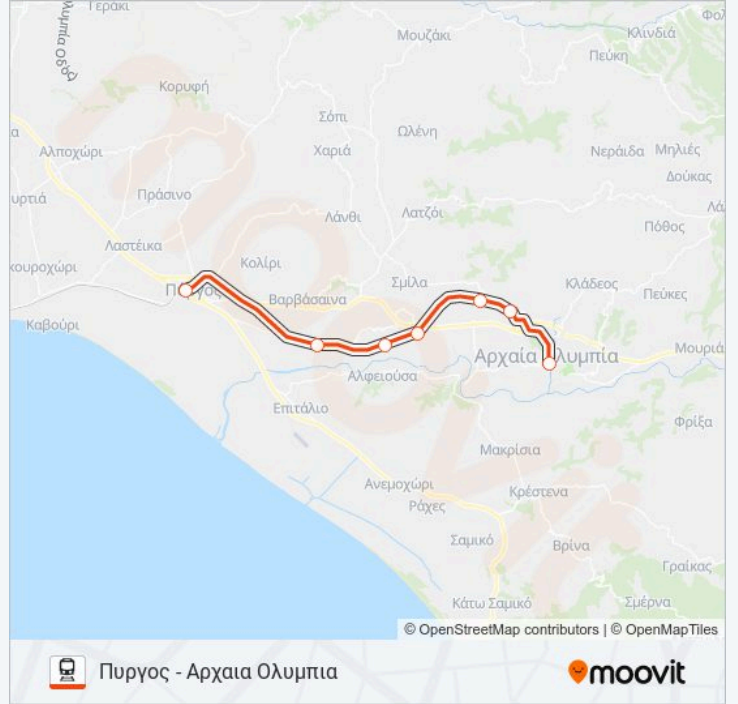 Γεράκι
Μουζάκι
Κλινδιά
Πεύκη
Κορυφή
Σόπι
Ωλένη
Αλποχώρι
Χαριά
Νεράιδα
Μηλιές
Δούκας
Πράσινο
Λάνθι
Λατζόι
Πόθος
Λαστέικα
Κολίρι
Σμίλα
Κλάδεος
Πεύκες
Πύργος
Βαρβάσαινα
Καβούρι
Αρχαία Ολυμπία
Μουριά
Αλφειούσα
Επιτάλιο
Φρίξα
Μακρίσια
Ανεμοχώρι
Κρέστενα
Ράχες
Σαμικό
Βρίνα
Γραίκας
Κάτω Σαμικό
Σμέρνα
© OpenStreetMap contributors | © OpenMapTiles
Πυργος - Αρχαια Ολυμπια
moovit